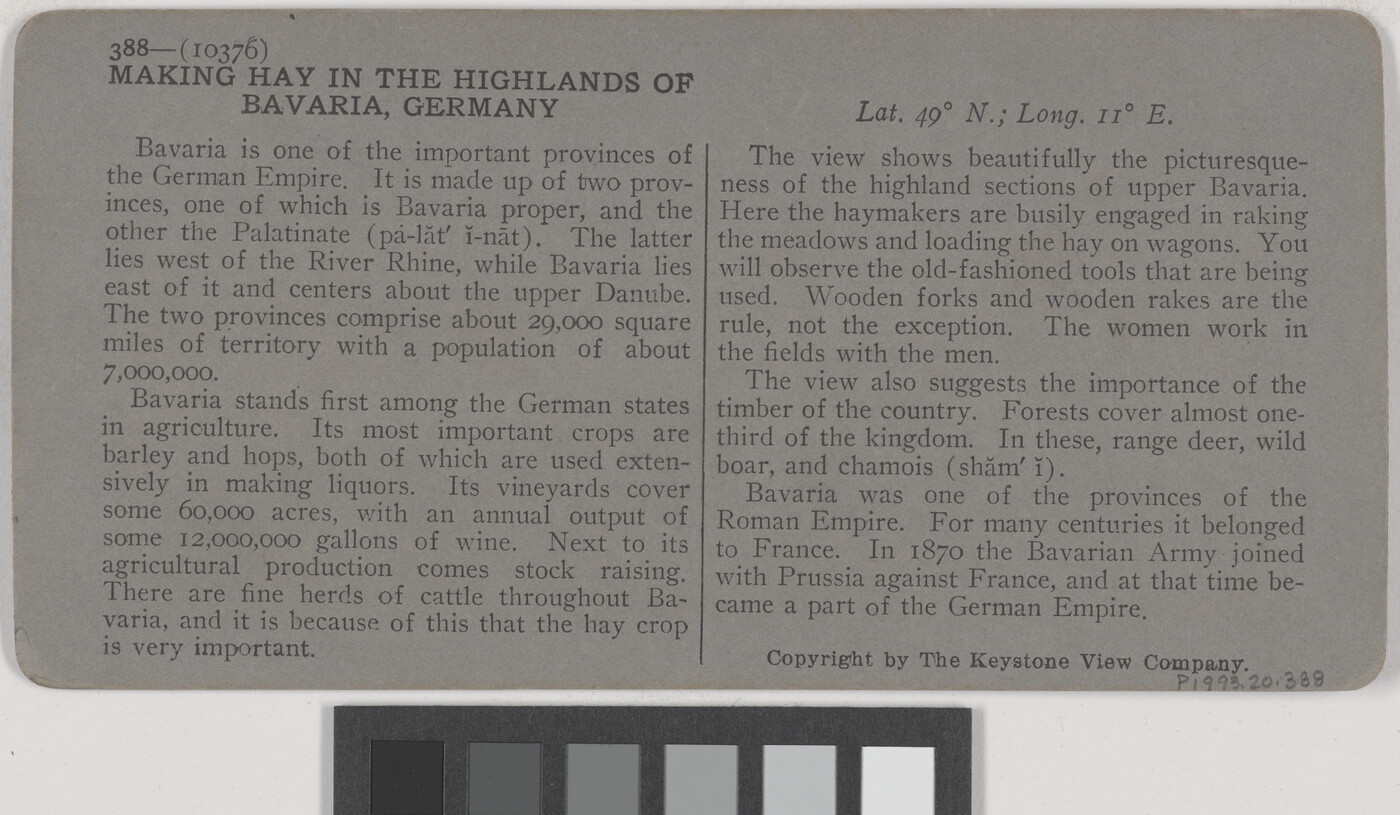 388—(10376)
MAKING HAY IN THE HIGHLANDS OF
BAVARIA, GERMANY
Bavaria is one of the important provinces of
the German Empire. It is made up of two prov-
inces, one of which is Bavaria proper, and the
other the Palatinate (pȧ-lăt′ ĭ-nāt). The latter
lies west of the River Rhine, while Bavaria lies
east of it and centers about the upper Danube.
The two provinces comprise about 29,000 square
miles of territory with a population of about
7,000,000.
Bavaria stands first among the German states
in agriculture. Its most important crops are
barley and hops, both of which are used exten-
sively in making liquors. Its vineyards cover
some 60,000 acres, with an annual output of
some 12,000,000 gallons of wine. Next to its
agricultural production comes stock raising.
There are fine herds of cattle throughout Ba-
varia, and it is because of this that the hay crop
is very important.
Lat. 49° N.; Long. 11° E.
The view shows beautifully the picturesque-
ness of the highland sections of upper Bavaria.
Here the haymakers are busily engaged in raking
the meadows and loading the hay on wagons. You
will observe the old-fashioned tools that are being
used. Wooden forks and wooden rakes are the
rule, not the exception. The women work in
the fields with the men.
The view also suggests the importance of the
timber of the country. Forests cover almost one-
third of the kingdom. In these, range deer, wild
boar, and chamois (shăm′ ĭ).
Bavaria was one of the provinces of the
Roman Empire. For many centuries it belonged
to France. In 1870 the Bavarian Army joined
with Prussia against France, and at that time be-
came a part of the German Empire.
Copyright by The Keystone View Company.
P1993.20.388